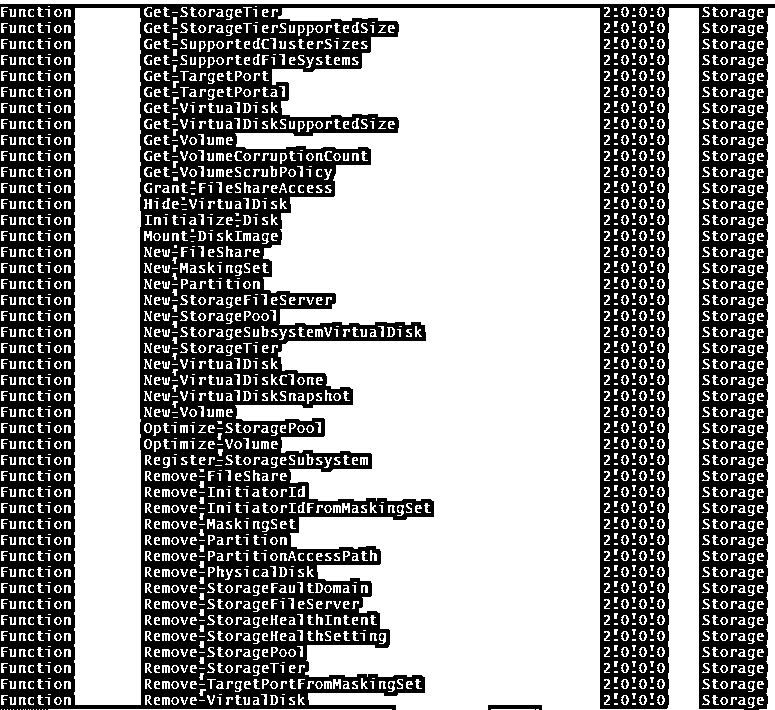 Function Get-StorageTier 2.0.0.0 Storage
Function Get-StorageTierSupportedSize 2.0.0.0 Storage
Function Get-SupportedClusterSizes 2.0.0.0 Storage
Function Get-SupportedFileSystems 2.0.0.0 Storage
Function Get-TargetPort 2.0.0.0 Storage
Function Get-TargetPortal 2.0.0.0 Storage
Function Get-VirtualDisk 2.0.0.0 Storage
Function Get-VirtualDiskSupportedSize 2.0.0.0 Storage
Function Get-Volume 2.0.0.0 Storage
Function Get-VolumeCorruptionCount 2.0.0.0 Storage
Function Get-VolumeScrubPolicy 2.0.0.0 Storage
Function Grant-FileShareAccess 2.0.0.0 Storage
Function Hide-VirtualDisk 2.0.0.0 Storage
Function Initialize-Disk 2.0.0.0 Storage
Function Mount-DiskImage 2.0.0.0 Storage
Function New-FileShare 2.0.0.0 Storage
Function New-MaskingSet 2.0.0.0 Storage
Function New-Partition 2.0.0.0 Storage
Function New-StorageFileServer 2.0.0.0 Storage
Function New-StoragePool 2.0.0.0 Storage
Function New-StorageSubsystemVirtualDisk 2.0.0.0 Storage
Function New-StorageTier 2.0.0.0 Storage
Function New-VirtualDisk 2.0.0.0 Storage
Function New-VirtualDiskClone 2.0.0.0 Storage
Function New-VirtualDiskSnapshot 2.0.0.0 Storage
Function New-Volume 2.0.0.0 Storage
Function Optimize-StoragePool 2.0.0.0 Storage
Function Optimize-Volume 2.0.0.0 Storage
Function Register-StorageSubsystem 2.0.0.0 Storage
Function Remove-FileShare 2.0.0.0 Storage
Function Remove-InitiatorId 2.0.0.0 Storage
Function Remove-InitiatorIdFromMaskingSet 2.0.0.0 Storage
Function Remove-MaskingSet 2.0.0.0 Storage
Function Remove-Partition 2.0.0.0 Storage
Function Remove-PartitionAccessPath 2.0.0.0 Storage
Function Remove-PhysicalDisk 2.0.0.0 Storage
Function Remove-StorageFaultDomain 2.0.0.0 Storage
Function Remove-StorageFileServer 2.0.0.0 Storage
Function Remove-StorageHealthIntent 2.0.0.0 Storage
Function Remove-StorageHealthSetting 2.0.0.0 Storage
Function Remove-StoragePool 2.0.0.0 Storage
Function Remove-StorageTier 2.0.0.0 Storage
Function Remove-TargetPortFromMaskingSet 2.0.0.0 Storage
Function Remove-VirtualDisk 2.0.0.0 Storage